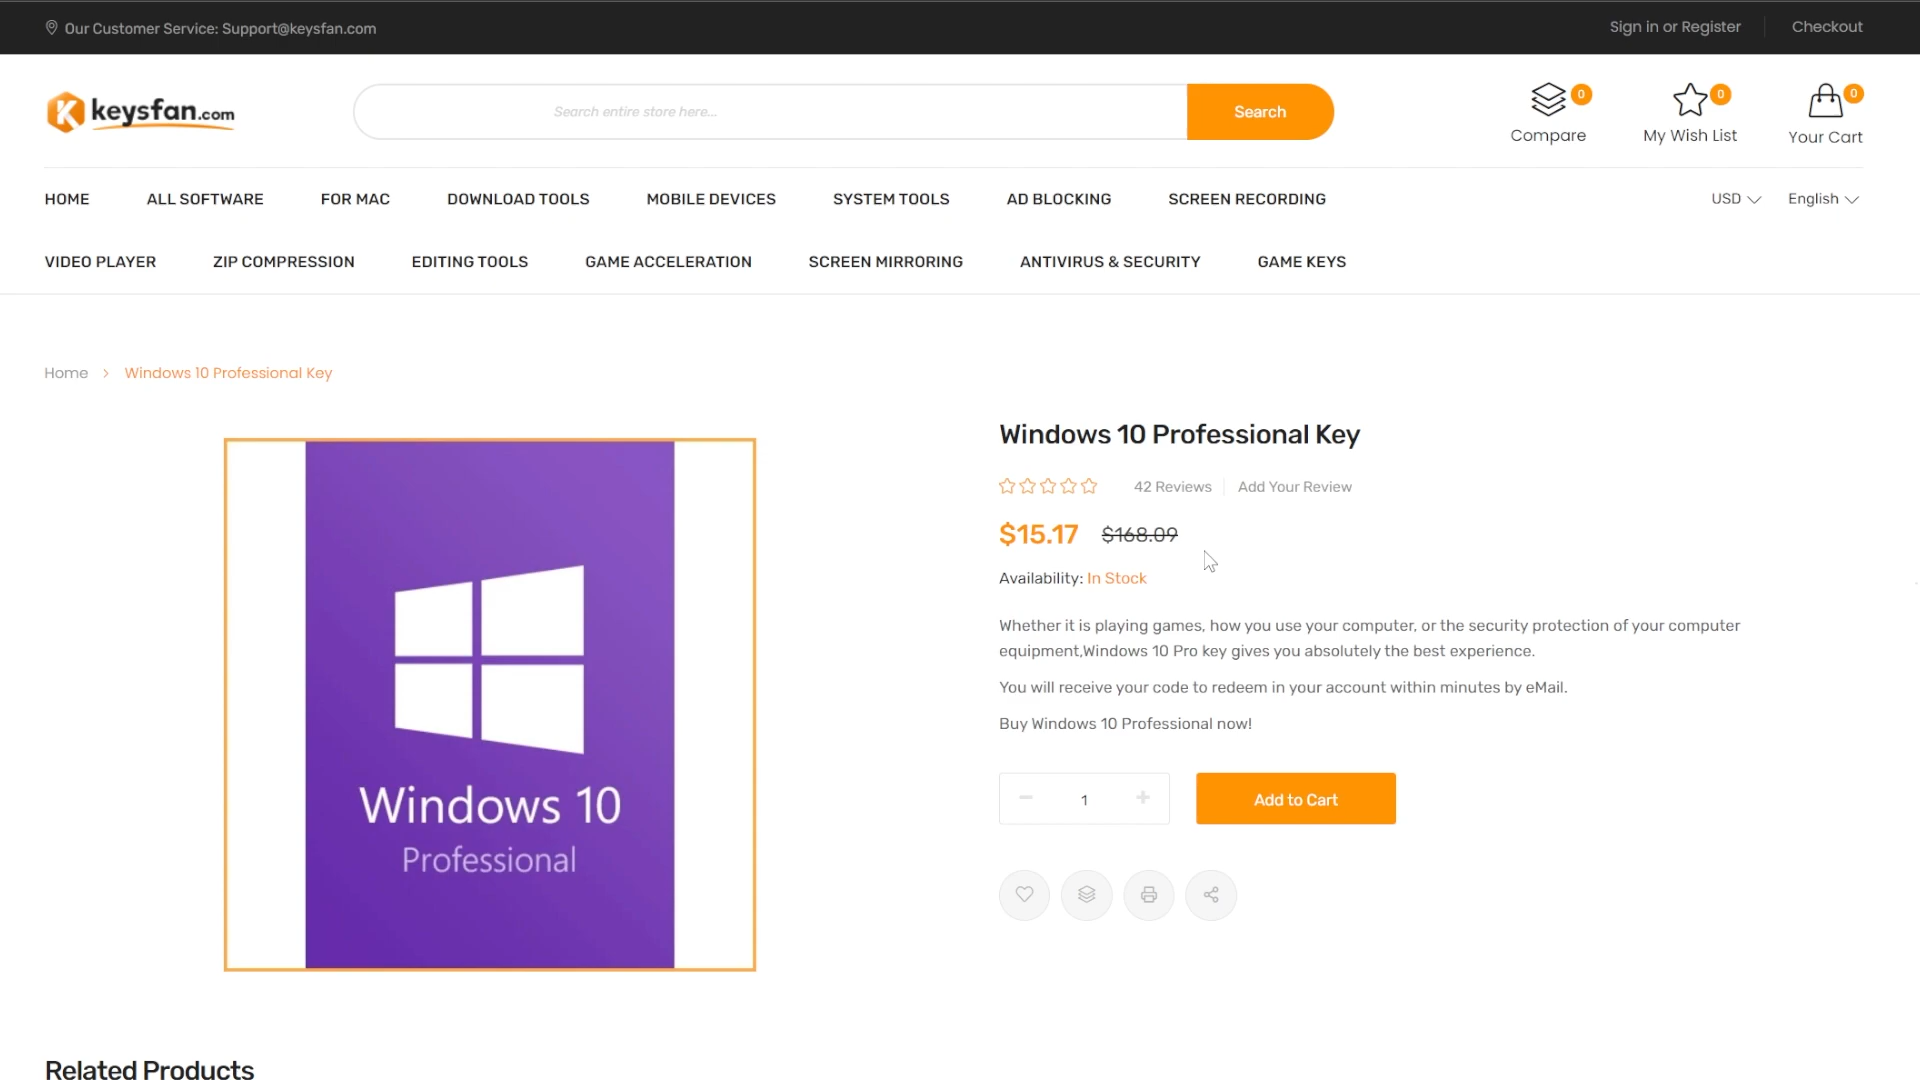 Our Customer Service: Support@keysfan.com
Sign in or Register
Checkout
keysfan.com
Search entire store here...
Search
0
Compare
0
My Wish List
0
Your Cart
HOME
ALL SOFTWARE
FOR MAC
DOWNLOAD TOOLS
MOBILE DEVICES
SYSTEM TOOLS
AD BLOCKING
SCREEN RECORDING
USD
English
VIDEO PLAYER
ZIP COMPRESSION
EDITING TOOLS
GAME ACCELERATION
SCREEN MIRRORING
ANTIVIRUS & SECURITY
GAME KEYS
Home > Windows 10 Professional Key
Windows 10
Professional
Windows 10 Professional Key
42 Reviews
Add Your Review
$15.17 $168.09
Availability: In Stock
Whether it is playing games, how you use your computer, or the security protection of your computer
equipment,Windows 10 Pro key gives you absolutely the best experience.
You will receive your code to redeem in your account within minutes by eMail.
Buy Windows 10 Professional now!
1
Add to Cart
Related Products